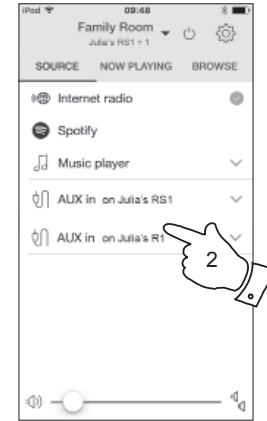 iPod 09:48
Family Room
Julia's RS1 + 1
SOURCE NOW PLAYING BROWSE
Internet radio
Spotify
Music player
AUX in on Julia's RS1
AUX in on Julia's R1
2